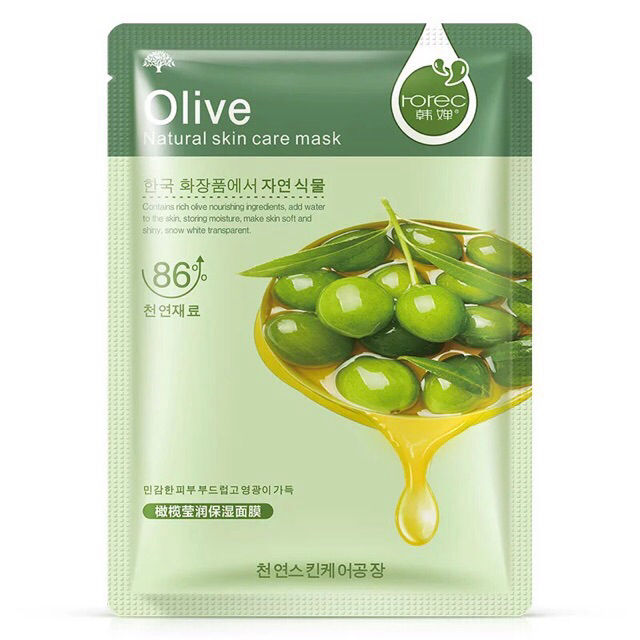 Olive
Natural skin care mask
Horec
韩婵®
한국 화장품에서 자연 식물
Contains rich olive nourishing ingredients, add water
to the skin, storing moisture, make skin soft and
shiny, snow white transparent.
86%
천연재료
민감한피부부드럽고영광이가득
橄榄莹润保湿面膜
천연스킨케어공장